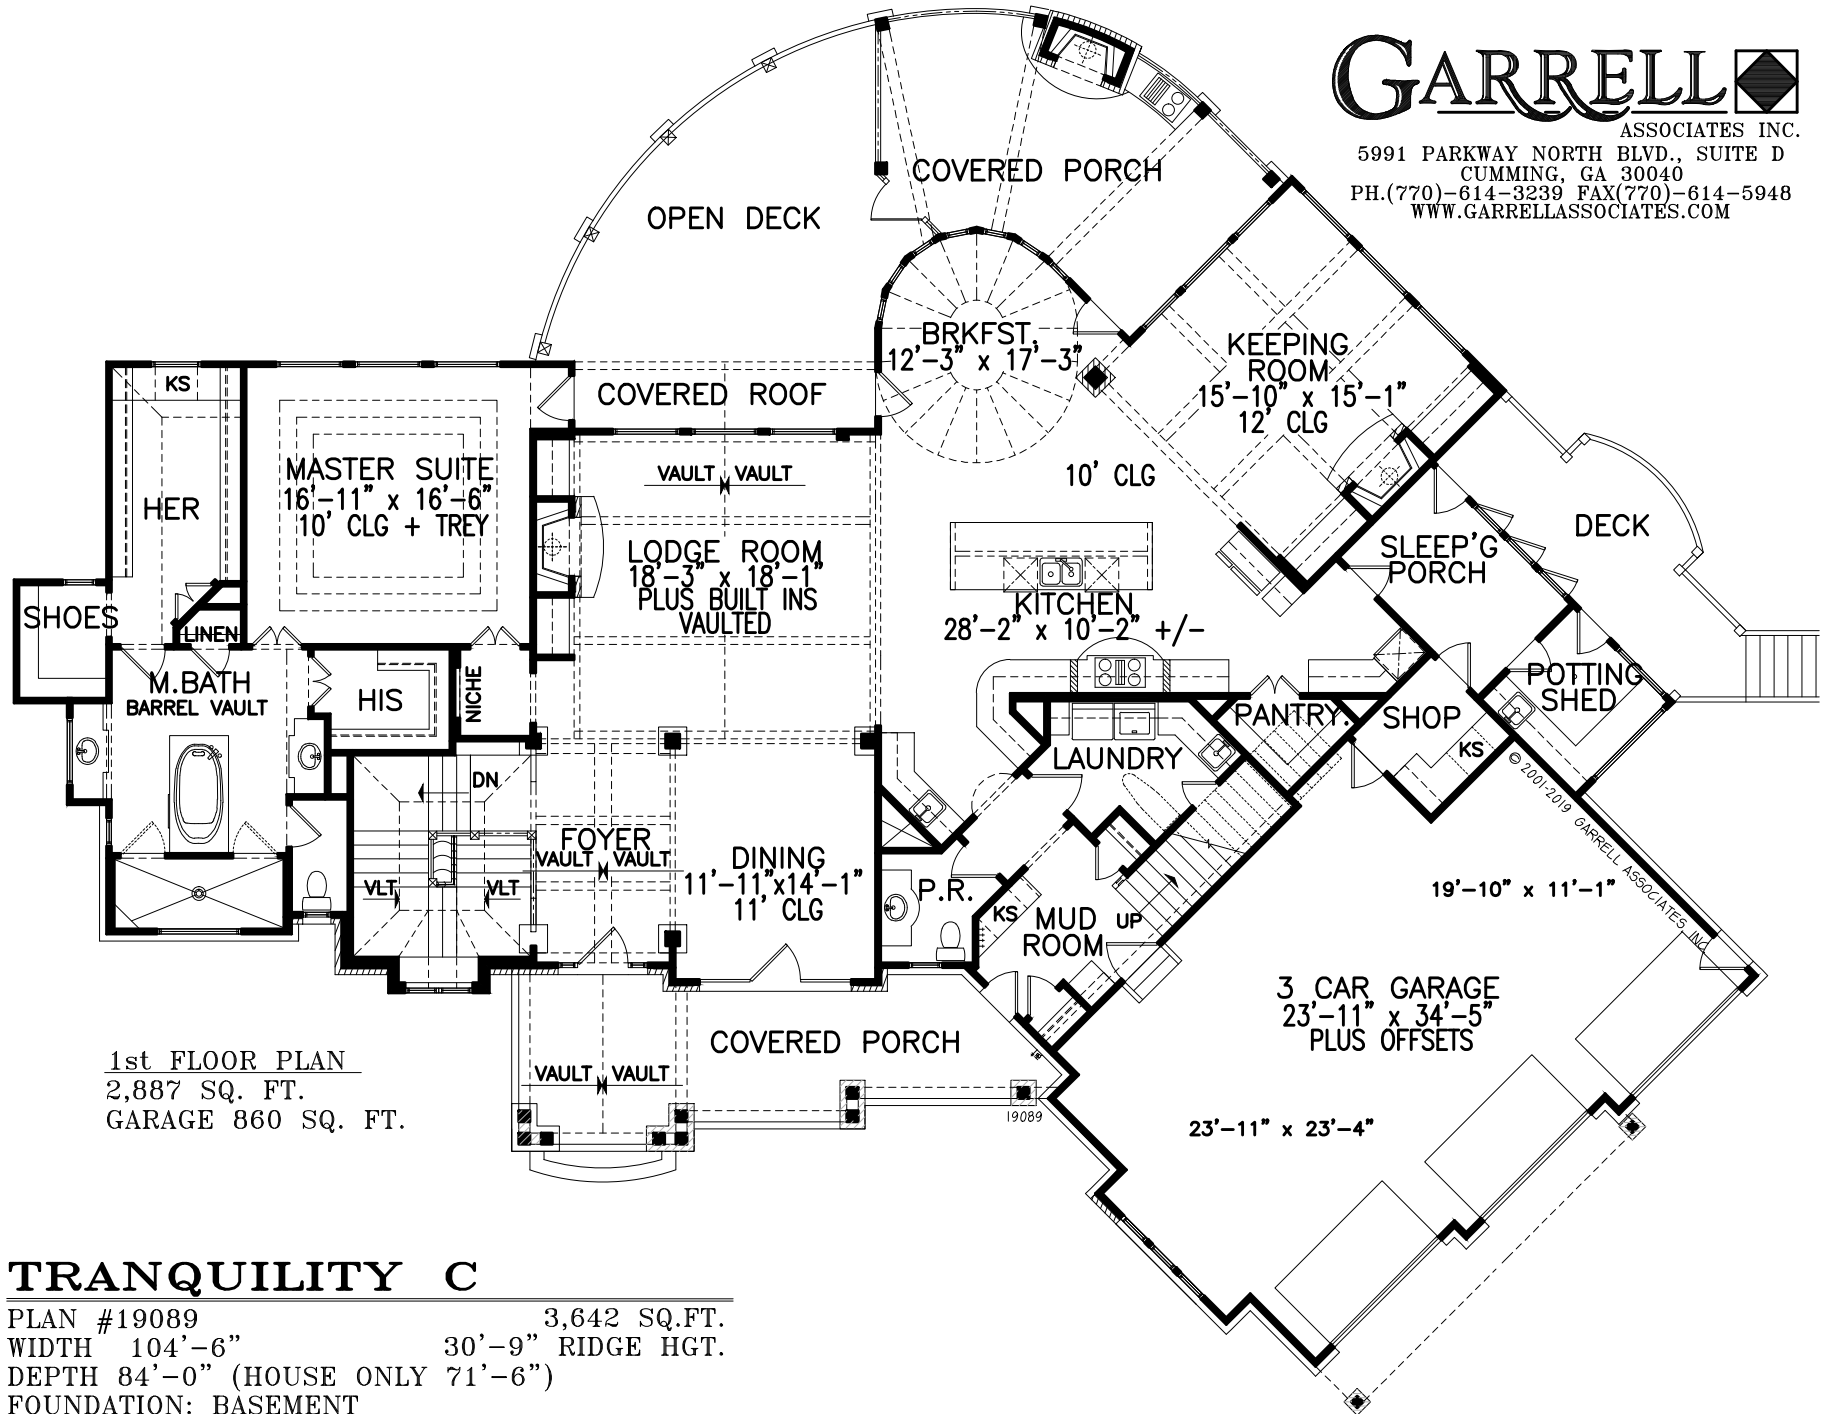 GARRELL
ASSOCIATES INC.
5991 PARKWAY NORTH BLVD., SUITE D
CUMMING, GA 30040
PH.(770)-614-3239 FAX(770)-614-5948
WWW.GARRELLASSOCIATES.COM
COVERED PORCH
OPEN DECK
BRKFST.
12'-3" x 17'-3"
KEEPING
ROOM
15'-10" x 15'-1"
12' CLG
COVERED ROOF
KS
HER
MASTER SUITE
16'-11" x 16'-6"
10' CLG + TREY
VAULT VAULT
10' CLG
LODGE ROOM
18'-3" x 18'-1"
PLUS BUILT INS
VAULTED
KITCHEN
28'-2" x 10'-2" +/-
SLEEP'G
PORCH
DECK
SHOES
LINEN
M.BATH
BARREL VAULT
HIS
NICHE
POTTING
SHED
PANTRY.
SHOP
KS
LAUNDRY
DN
FOYER
VAULT VAULT
VLT
VLT
DINING
11'-11"x14'-1"
11' CLG
P.R.
KS
MUD
ROOM
UP
© 2001-2019 GARRELL ASSOCIATES INC.
19'-10" x 11'-1"
3 CAR GARAGE
23'-11" x 34'-5"
PLUS OFFSETS
23'-11" x 23'-4"
COVERED PORCH
VAULT VAULT
19089
1st FLOOR PLAN
2,887 SQ. FT.
GARAGE 860 SQ. FT.
TRANQUILITY C
PLAN #19089 3,642 SQ.FT.
WIDTH 104'-6" 30'-9" RIDGE HGT.
DEPTH 84'-0" (HOUSE ONLY 71'-6")
FOUNDATION: BASEMENT